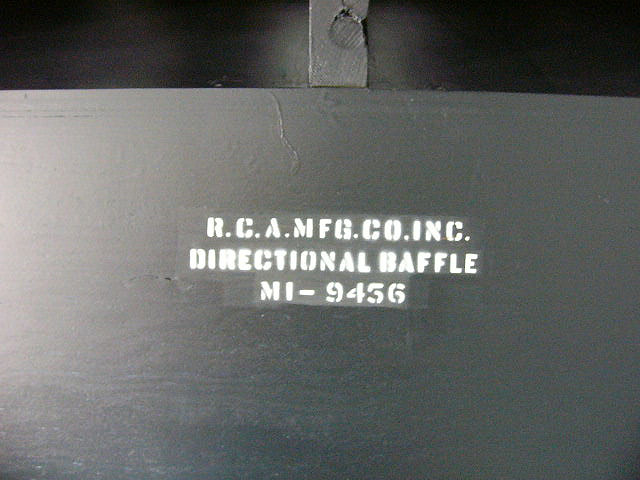 R.C.A.MFG.CO.INC.
DIRECTIONAL BAFFLE
MI-9456